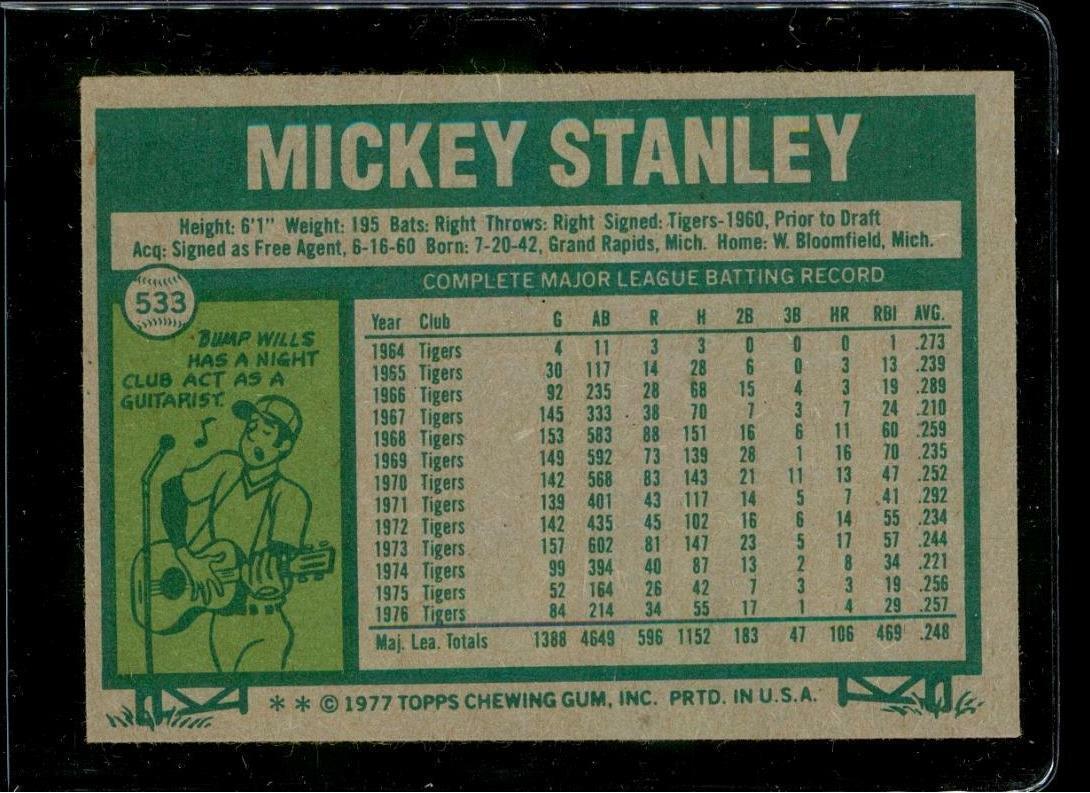 MICKEY STANLEY
Height: 6'1" Weight: 195 Bats: Right Throws: Right Signed: Tigers-1960, Prior to Draft
Acq: Signed as Free Agent, 6-16-60 Born: 7-20-42, Grand Rapids, Mich. Home: W. Bloomfield, Mich.
533
BUMP WILLS
HAS A NIGHT
CLUB ACT AS A
GUITARIST.
COMPLETE MAJOR LEAGUE BATTING RECORD
Year Club G AB R H 2B 3B HR RBI AVG.
1964 Tigers 4 11 3 3 0 0 0 1 .273
1965 Tigers 30 117 14 28 6 0 3 13 .239
1966 Tigers 92 235 28 68 15 4 3 19 .289
1967 Tigers 145 333 38 70 7 3 7 24 .210
1968 Tigers 153 583 88 151 16 6 11 60 .259
1969 Tigers 149 592 73 139 28 1 16 70 .235
1970 Tigers 142 568 83 143 21 11 13 47 .252
1971 Tigers 139 401 43 117 14 5 7 41 .292
1972 Tigers 142 435 45 102 16 6 14 55 .234
1973 Tigers 157 602 81 147 23 5 17 57 .244
1974 Tigers 99 394 40 87 13 2 8 34 .221
1975 Tigers 52 164 26 42 7 3 3 19 .256
1976 Tigers 84 214 34 55 17 1 4 29 .257
Maj. Lea. Totals 1388 4649 596 1152 183 47 106 469 .248
* * © 1977 TOPPS CHEWING GUM, INC. PRTD. IN U.S.A.